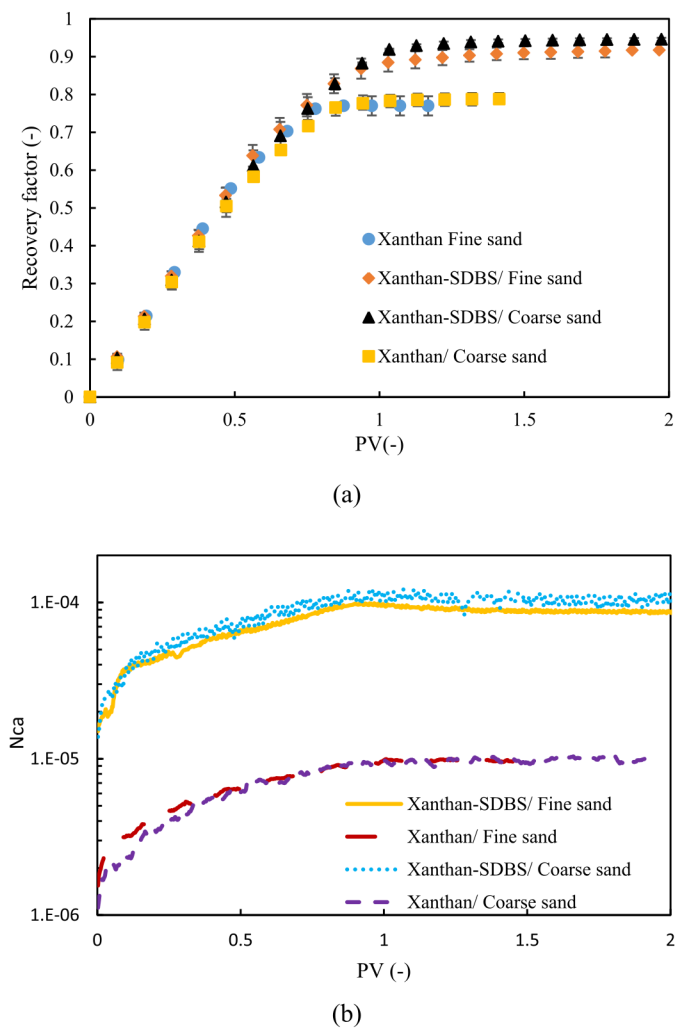 1
0.9
0.8
0.7
0.6
0.5
0.4
0.3
0.2
0.1
0
Recovery factor (-)
Xanthan Fine sand
Xanthan-SDBS/ Fine sand
Xanthan-SDBS/ Coarse sand
Xanthan/ Coarse sand
0 0.5 1 1.5 2
PV(-)
(a)
1.E-04
1.E-05
1.E-06
Nca
Xanthan-SDBS/ Fine sand
Xanthan/ Fine sand
Xanthan-SDBS/ Coarse sand
Xanthan/ Coarse sand
0 0.5 1 1.5 2
PV (-)
(b)